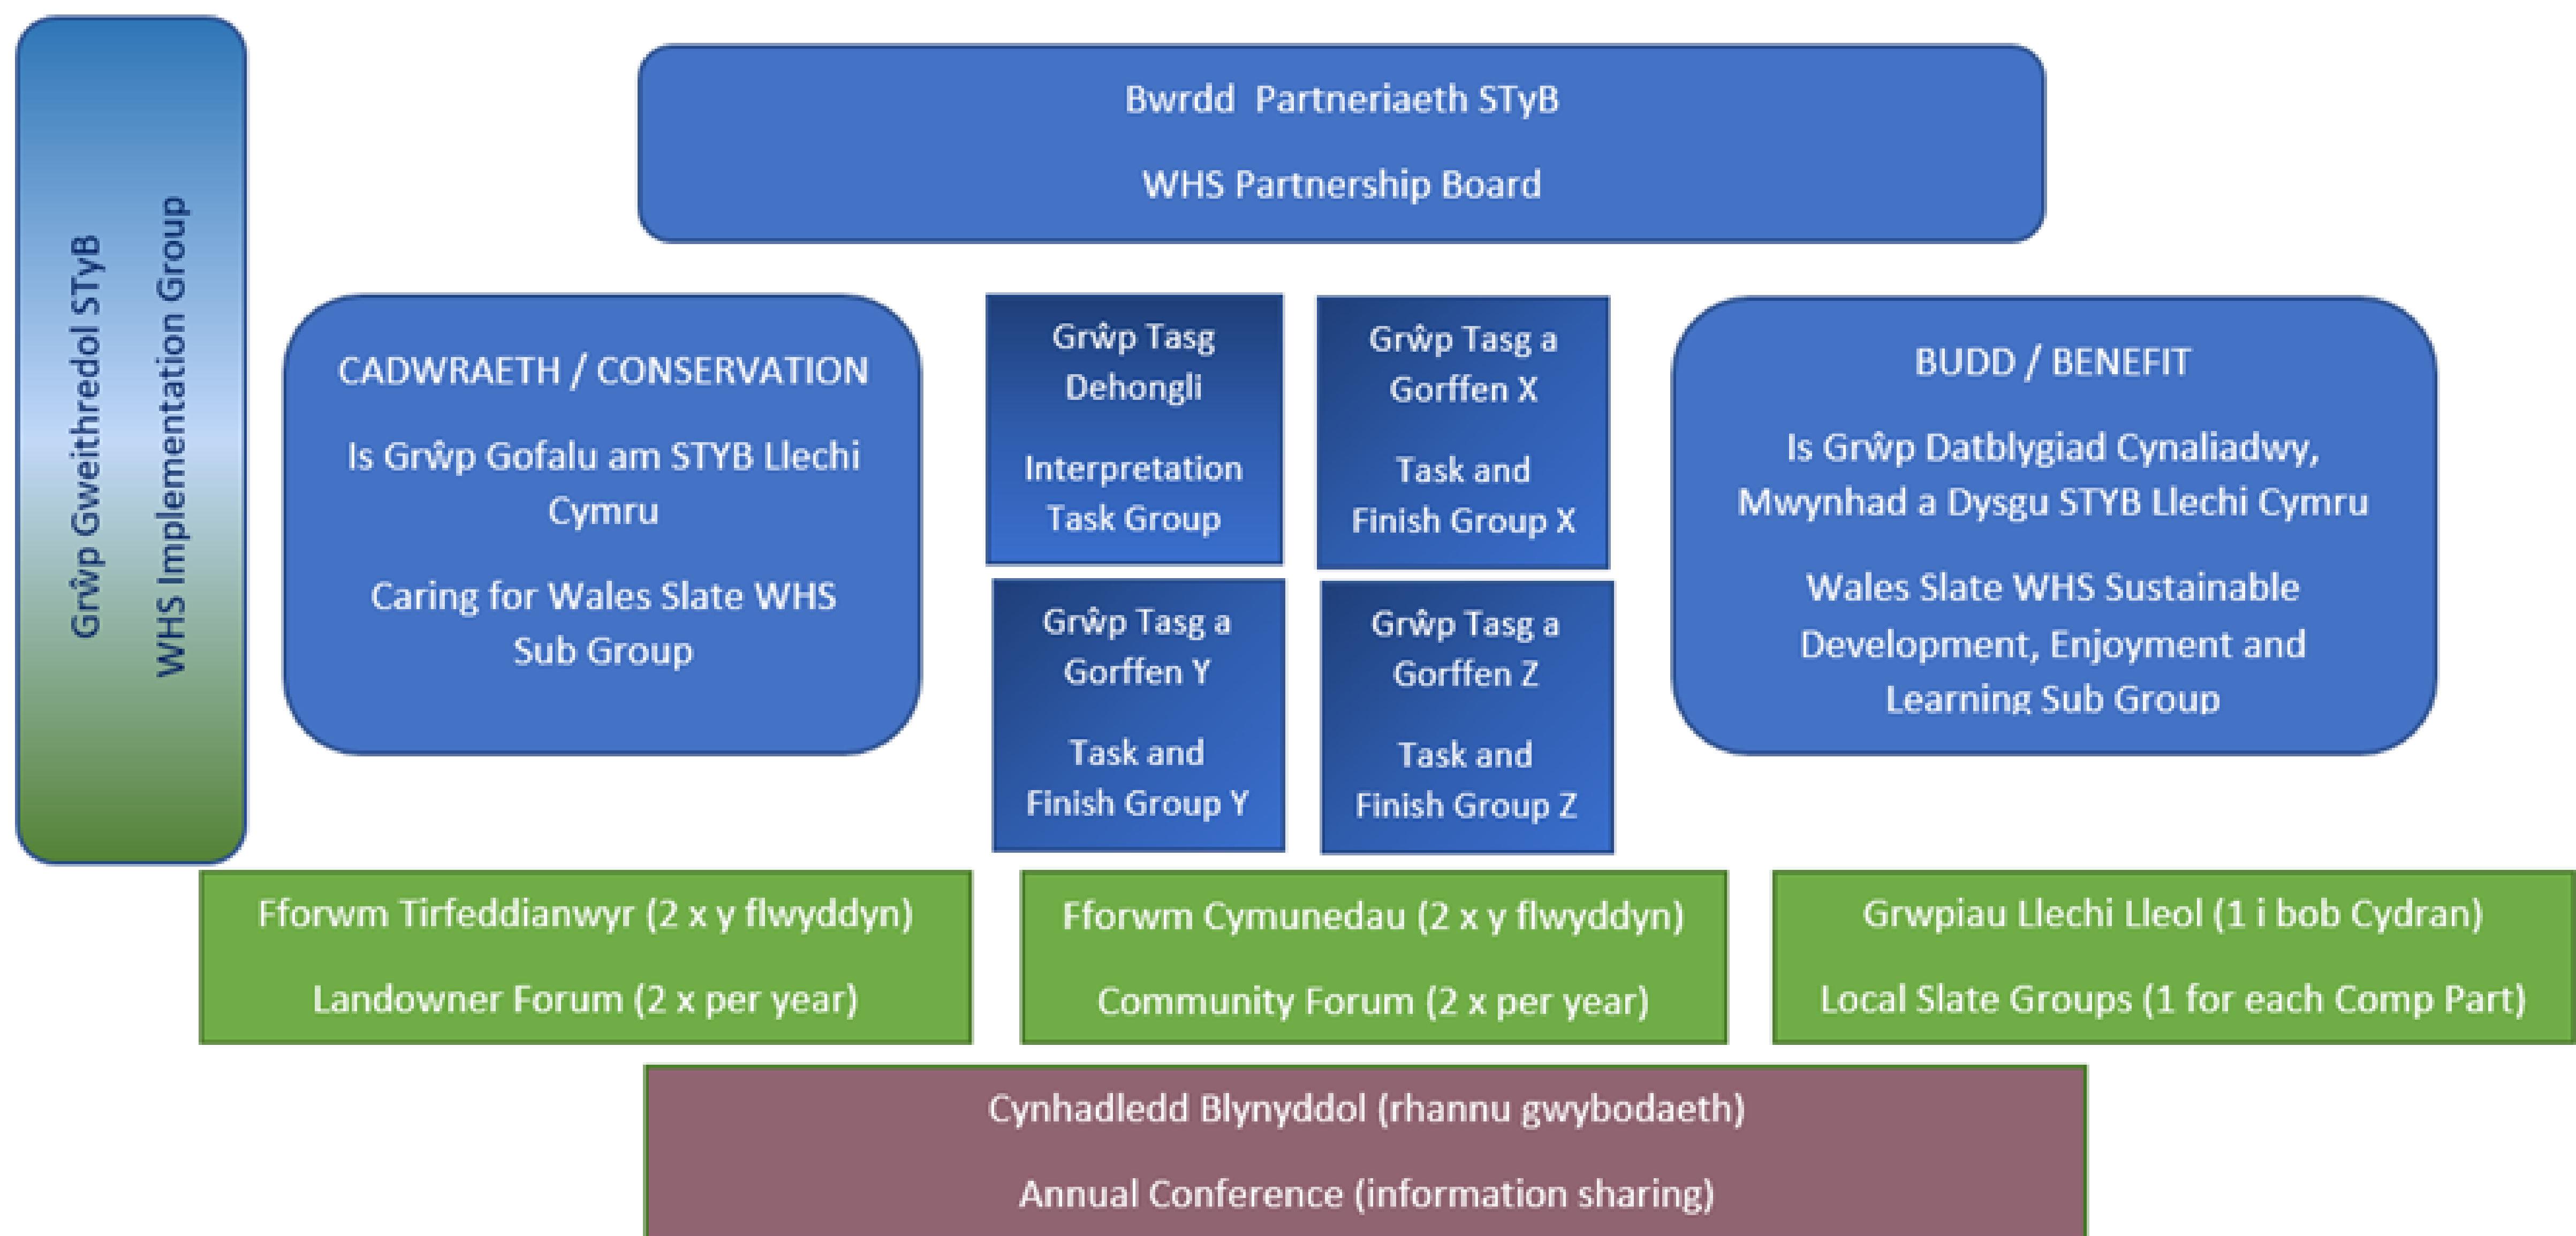 Grŵp Gweithredol STyB
WHS Implementation Group
Bwrdd Partneriaeth STyB
WHS Partnership Board
CADWRAETH / CONSERVATION
Is Grŵp Gofalu am STYB Llechi
Cymru
Caring for Wales Slate WHS
Sub Group
Grŵp Tasg
Dehongli
Interpretation
Task Group
Grŵp Tasg a
Gorffen X
Task and
Finish Group X
Grŵp Tasg a
Gorffen Y
Task and
Finish Group Y
Grŵp Tasg a
Gorffen Z
Task and
Finish Group Z
BUDD / BENEFIT
Is Grŵp Datblygiad Cynaliadwy,
Mwynhad a Dysgu STYB Llechi Cymru
Wales Slate WHS Sustainable
Development, Enjoyment and
Learning Sub Group
Fforwm Tirfeddianwyr (2 x y flwyddyn)
Landowner Forum (2 x per year)
Fforwm Cymunedau (2 x y flwyddyn)
Community Forum (2 x per year)
Grwpiau Llechi Lleol (1 i bob Cydran)
Local Slate Groups (1 for each Comp Part)
Cynhadledd Blynyddol (rhannu gwybodaeth)
Annual Conference (information sharing)